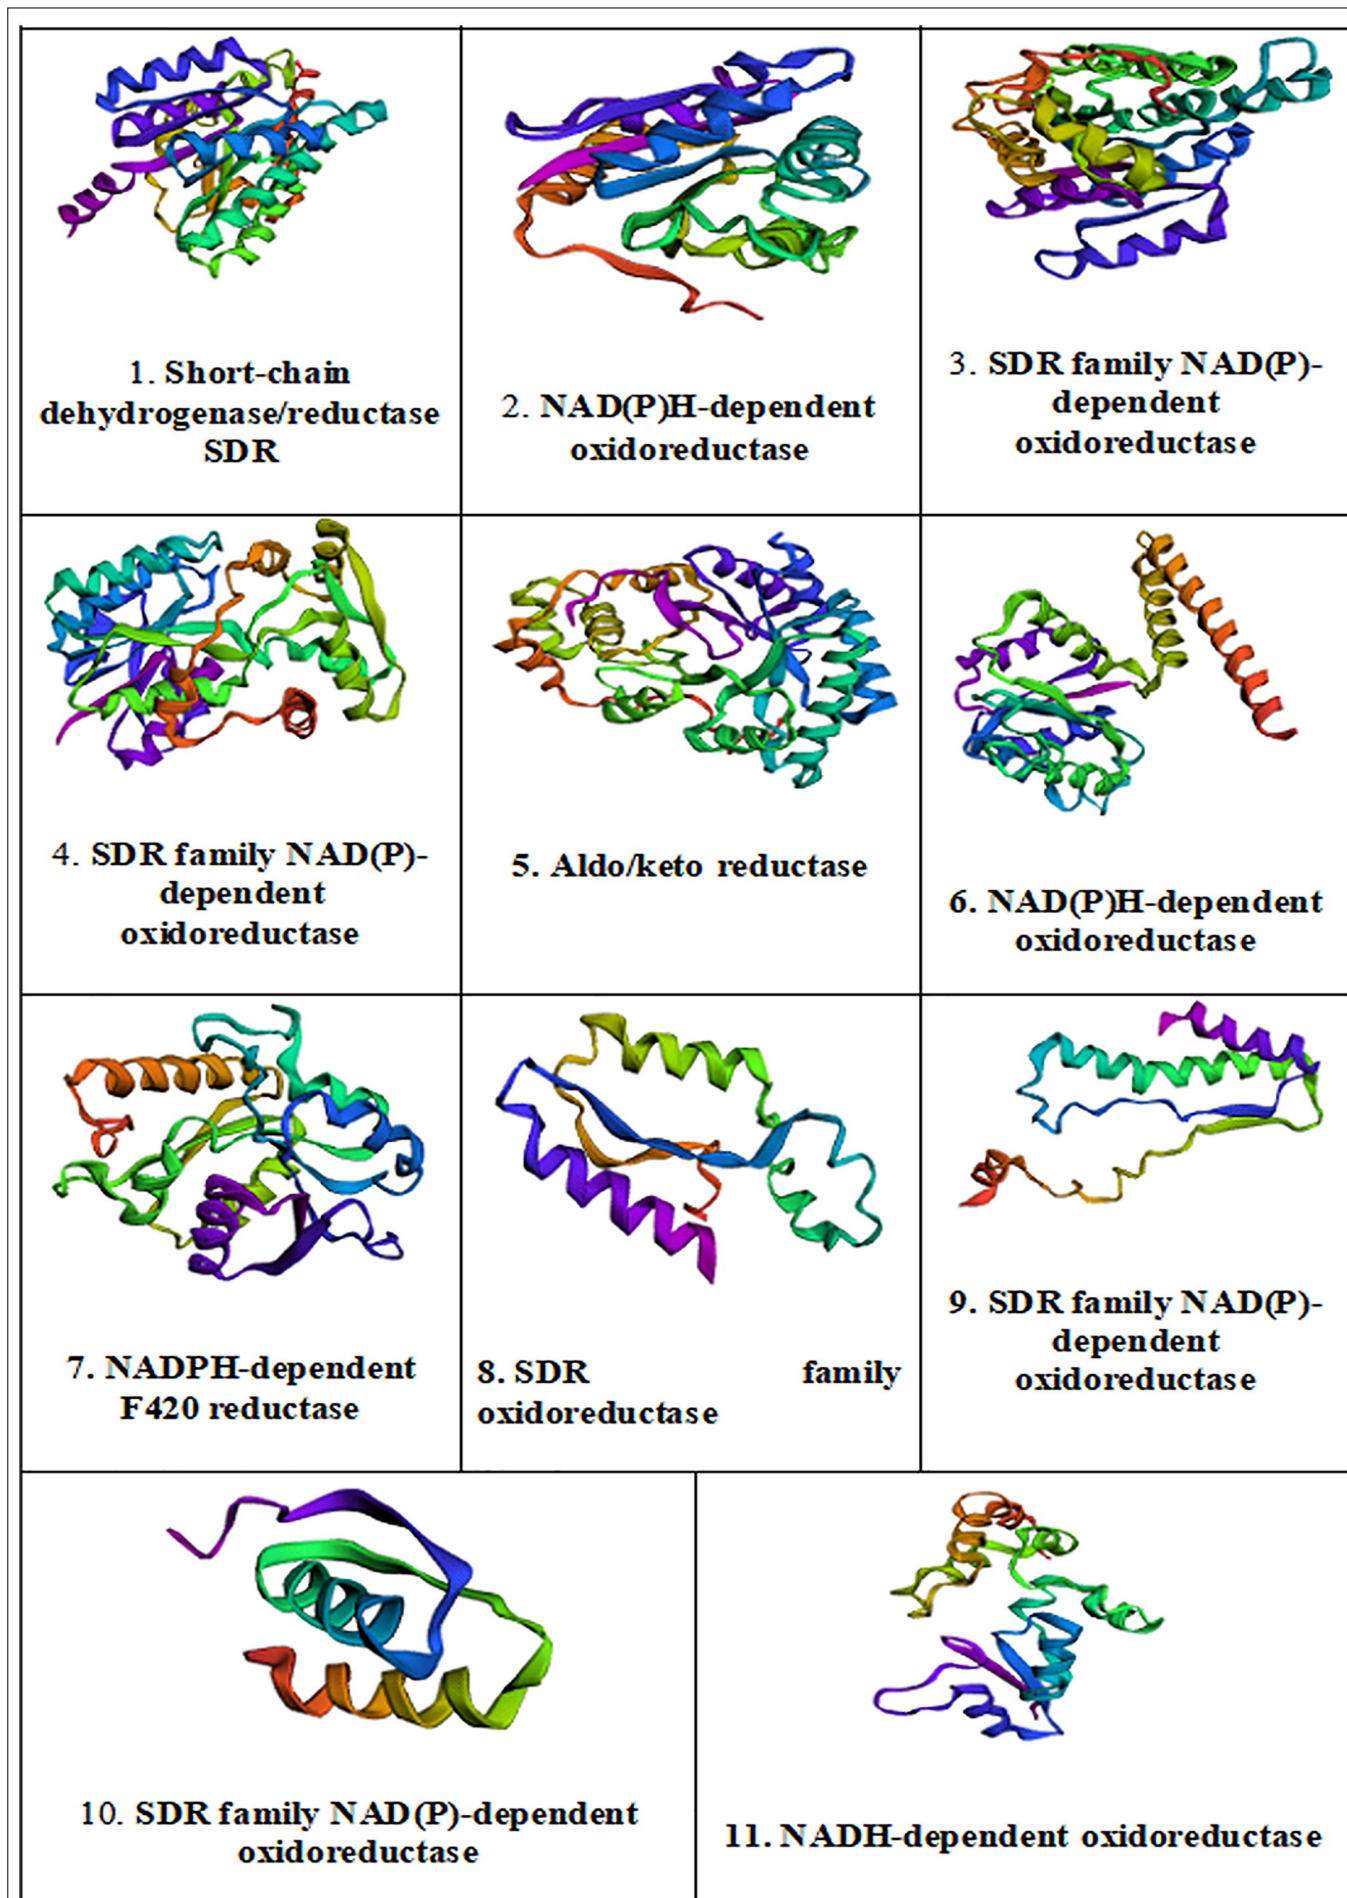 1. Short-chain
dehydrogenase/reductase
SDR
2. NAD(P)H-dependent
oxidoreductase
3. SDR family NAD(P)-
dependent
oxidoreductase
4. SDR family NAD(P)-
dependent
oxidoreductase
5. Aldo/keto reductase
6. NAD(P)H-dependent
oxidoreductase
7. NADPH-dependent
F420 reductase
8. SDR family
oxidoreductase
9. SDR family NAD(P)-
dependent
oxidoreductase
10. SDR family NAD(P)-dependent
oxidoreductase
11. NADH-dependent oxidoreductase